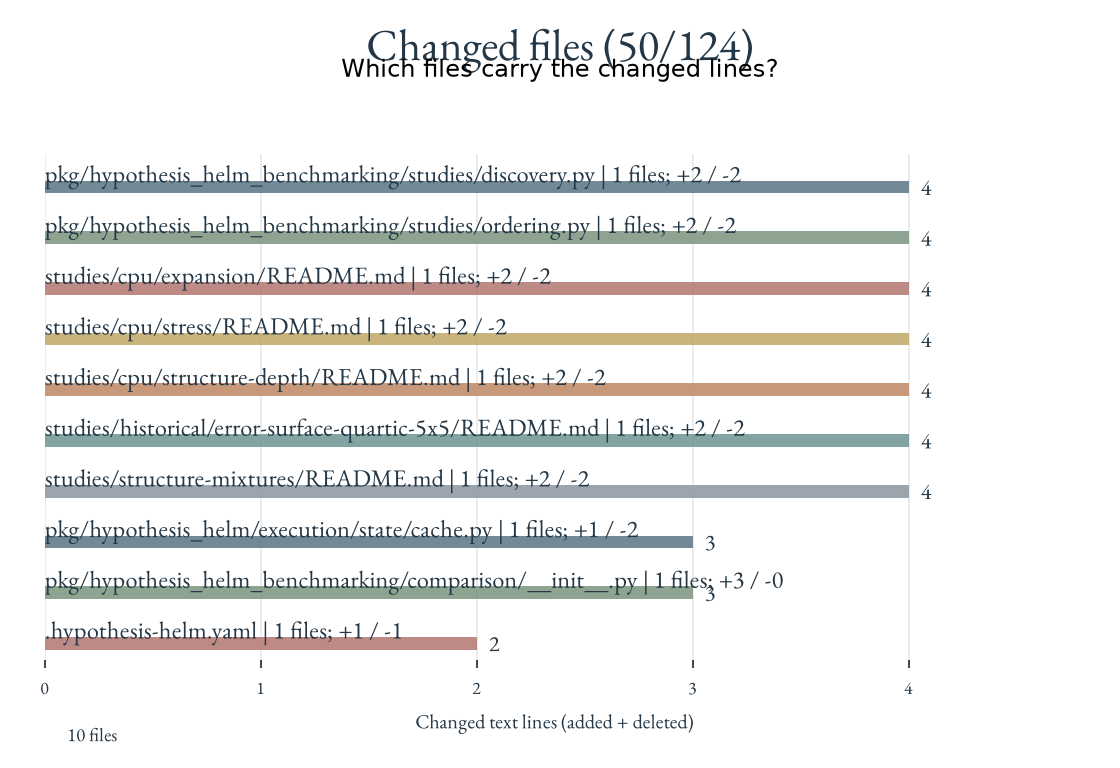 Changed files (50/124)
Which files carry the changed lines?
pkg/hypothesis_helm_benchmarking/studies/discovery.py | 1 files; +2 / -2
4
pkg/hypothesis_helm_benchmarking/studies/ordering.py | 1 files; +2 / -2
4
studies/cpu/expansion/README.md | 1 files; +2 / -2
4
studies/cpu/stress/README.md | 1 files; +2 / -2
4
studies/cpu/structure-depth/README.md | 1 files; +2 / -2
4
studies/historical/error-surface-quartic-5x5/README.md | 1 files; +2 / -2
4
studies/structure-mixtures/README.md | 1 files; +2 / -2
4
pkg/hypothesis_helm/execution/state/cache.py | 1 files; +1 / -2
3
pkg/hypothesis_helm_benchmarking/comparison/__init__.py | 1 files; +3 / -0
3
.hypothesis-helm.yaml | 1 files; +1 / -1
2
0 1 2 3 4
Changed text lines (added + deleted)
10 files